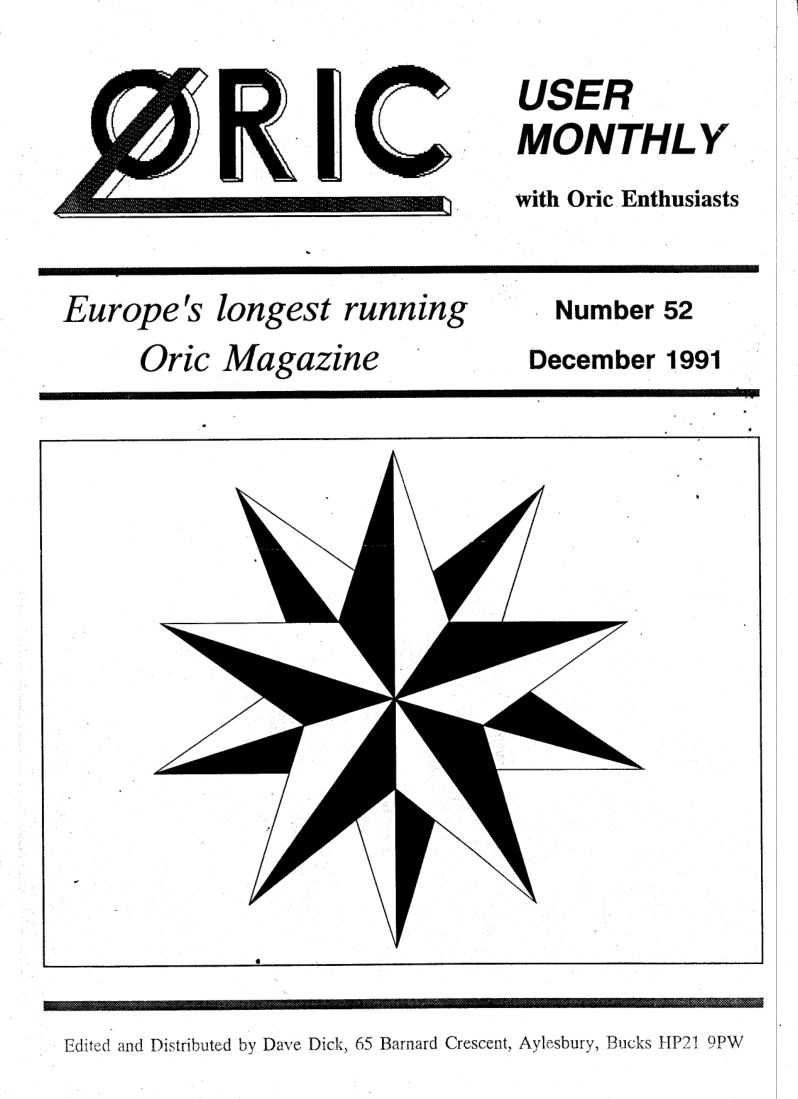 ORIC
USER
MONTHLY
with Oric Enthusiasts
Europe's longest running
Oric Magazine
Number 52
December 1991
Edited and Distributed by Dave Dick, 65 Barnard Crescent, Aylesbury, Bucks HP21 9PW